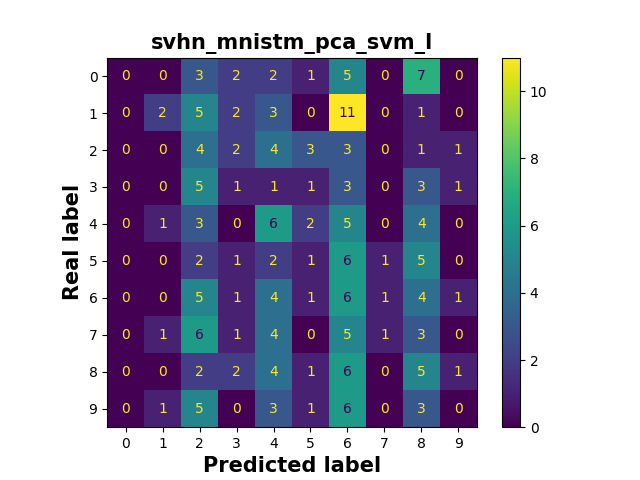 svhn_mnistm_pca_svm_l
0 0 0 3 2 2 1 5 0 7 0
1 0 2 5 2 3 0 11 0 1 0
2 0 0 4 2 4 3 3 0 1 1
3 0 0 5 1 1 1 3 0 3 1
4 0 1 3 0 6 2 5 0 4 0
5 0 0 2 1 2 1 6 1 5 0
6 0 0 5 1 4 1 6 1 4 1
7 0 1 6 1 4 0 5 1 3 0
8 0 0 2 2 4 1 6 0 5 1
9 0 1 5 0 3 1 6 0 3 0
0 1 2 3 4 5 6 7 8 9
Real label
Predicted label
10
8
6
4
2
0